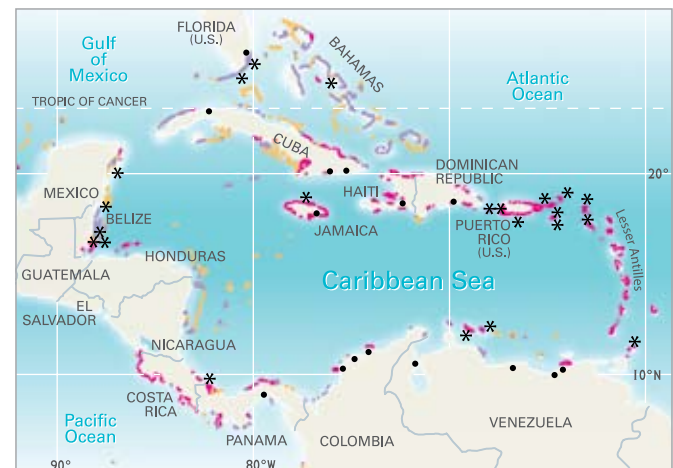 FLORIDA
(U.S.)
Gulf
of
Mexico
BAHAMAS
Atlantic
Ocean
TROPIC OF CANCER
CUBA
20°
MEXICO
HAITI
DOMINICAN
REPUBLIC
BELIZE
JAMAICA
PUERTO
RICO
(U.S.)
Lesser Antilles
HONDURAS
GUATEMALA
Caribbean Sea
EL
SALVADOR
NICARAGUA
10°N
COSTA
RICA
Pacific
Ocean
PANAMA
COLOMBIA
VENEZUELA
90°
80°W